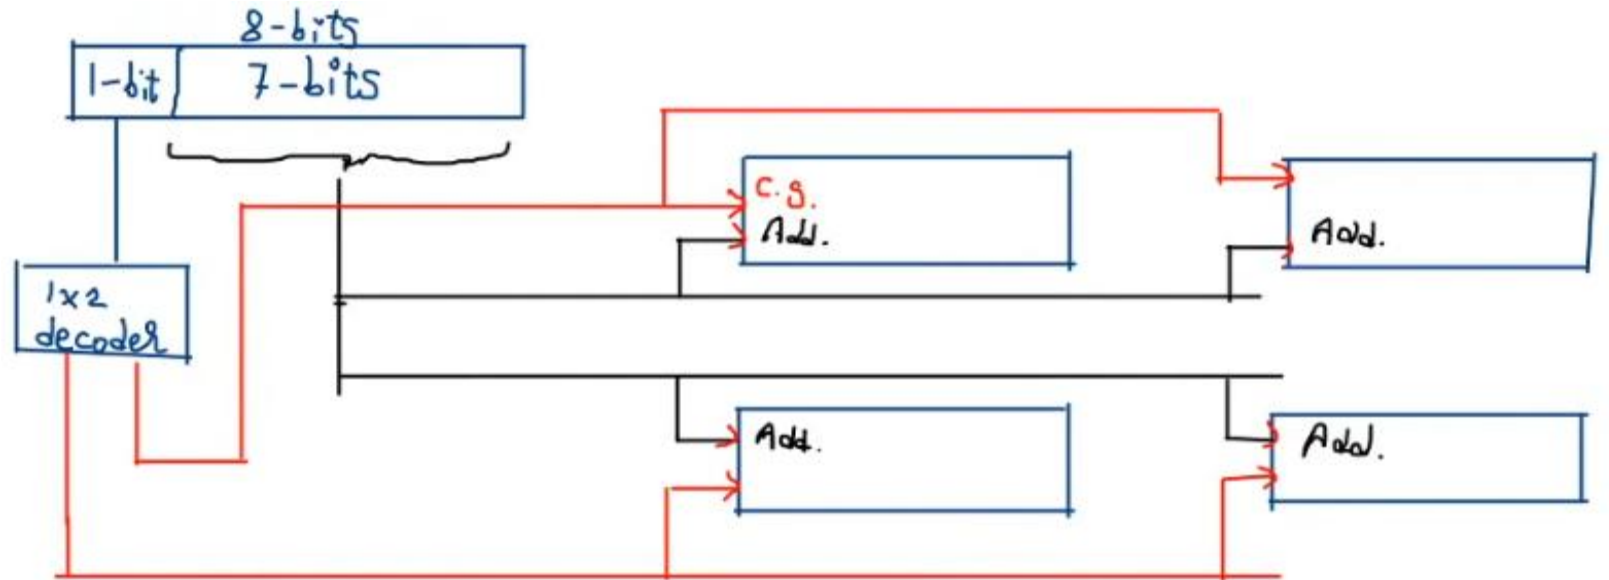 8-bits
1-bit 7-bits
C.S.
Add.
Add.
1x2
decoder
Add.
Add.